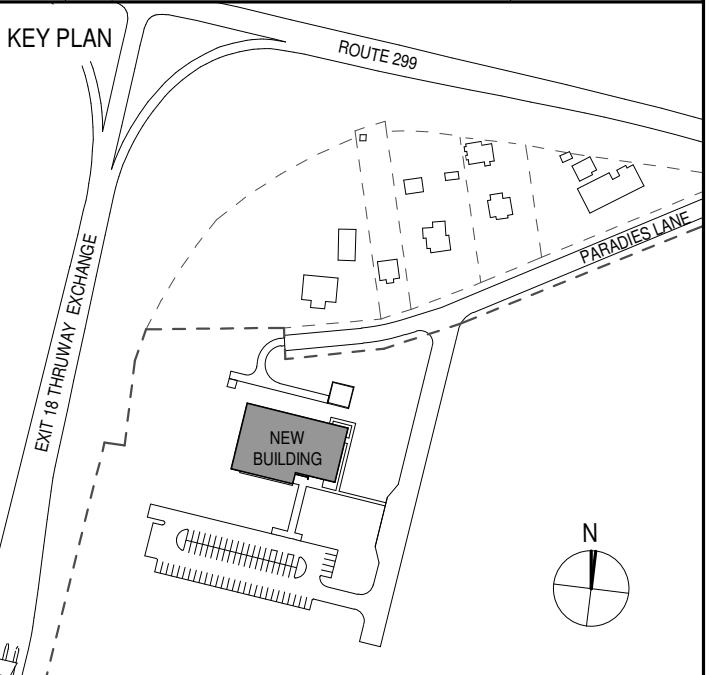 KEY PLAN
ROUTE 299
PARADIES LANE
EXIT 18 THRUWAY EXCHANGE
NEW
BUILDING
N